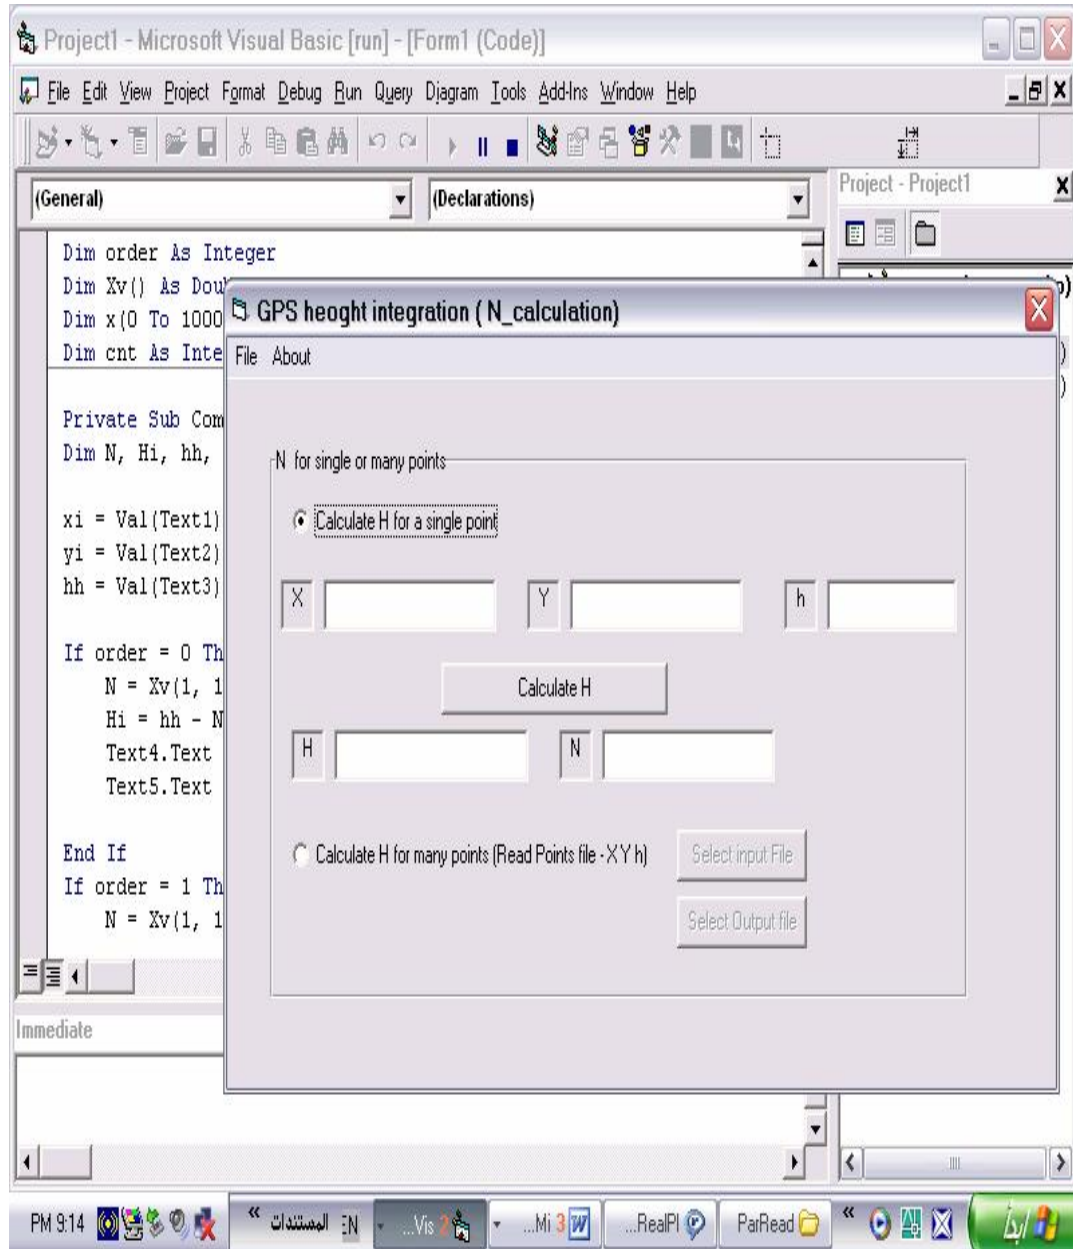 Project1 - Microsoft Visual Basic [run] - [Form1 (Code)]
File Edit View Project Format Debug Run Query Diagram Tools Add-Ins Window Help
(General)
(Declarations)
Project - Project1
Dim order As Integer
Dim Xv() As Doub
Dim x(0 To 1000
Dim cnt As Inte
Private Sub Com
Dim N, Hi, hh,
xi = Val(Text1)
yi = Val(Text2)
hh = Val(Text3)
If order = 0 Th
N = Xv(1, 1
Hi = hh - N
Text4.Text
Text5.Text
End If
If order = 1 Th
N = Xv(1, 1
GPS heoght integration ( N_calculation)
File About
N for single or many points
Calculate H for a single point
X
Y
h
Calculate H
H
N
Calculate H for many points (Read Points file - X Y h)
Select input File
Select Output file
Immediate
PM 9:14
المستندات
EN
...Vis 2
...Mi 3
...RealPl
ParRead
ابدأ